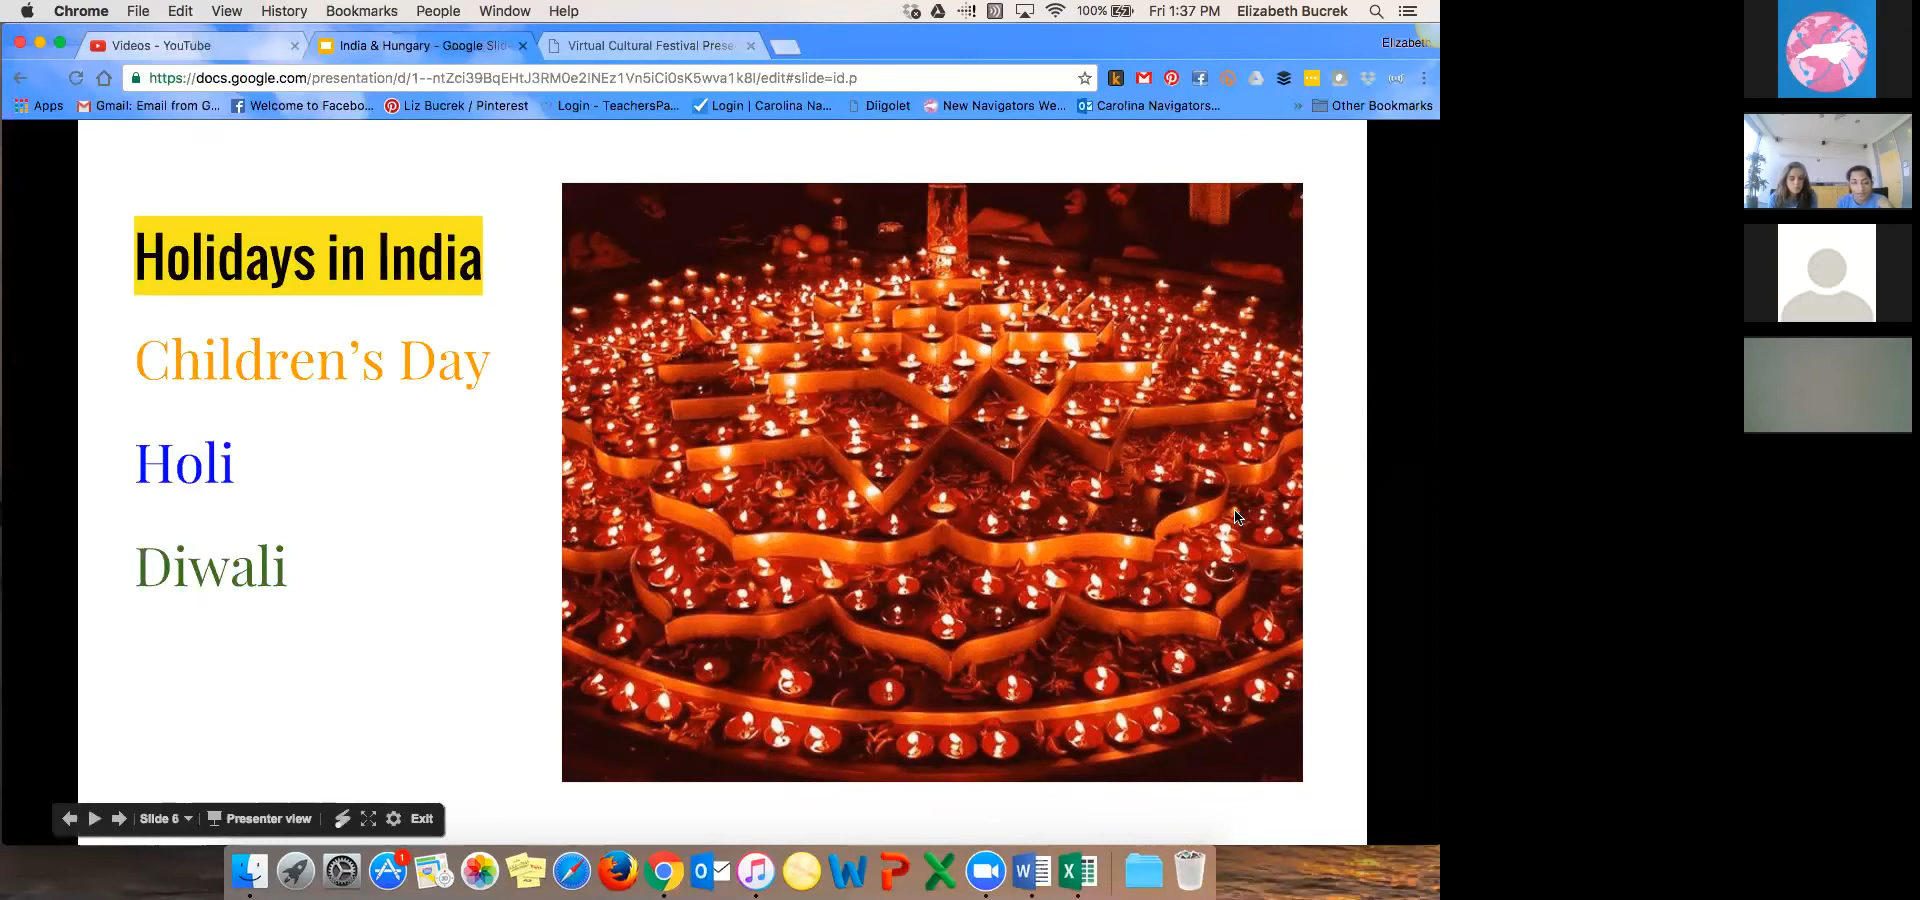 Chrome File Edit View History Bookmarks People Window Help 100% Fri 1:37 PM Elizabeth Bucrek
Videos - YouTube India & Hungary - Google Slid Virtual Cultural Festival Prese Elizabeth
https://docs.google.com/presentation/d/1--ntZci39BqEHtJ3RM0e2lNEz1Vn5iCi0sK5wva1k8I/edit#slide=id.p
Apps Gmail: Email from G... Welcome to Facebo... Liz Bucrek / Pinterest Login - TeachersPa... Login | Carolina Na... Diigolet New Navigators We... Carolina Navigators... » Other Bookmarks
Holidays in India
Children's Day
Holi
Diwali
Slide 6 Presenter view Exit
1